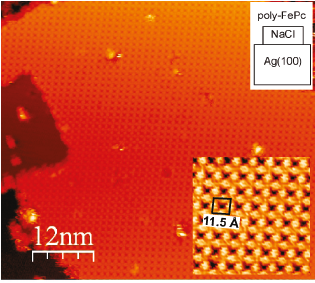 poly-FePc
NaCl
Ag(100)
11.5 Å
12nm